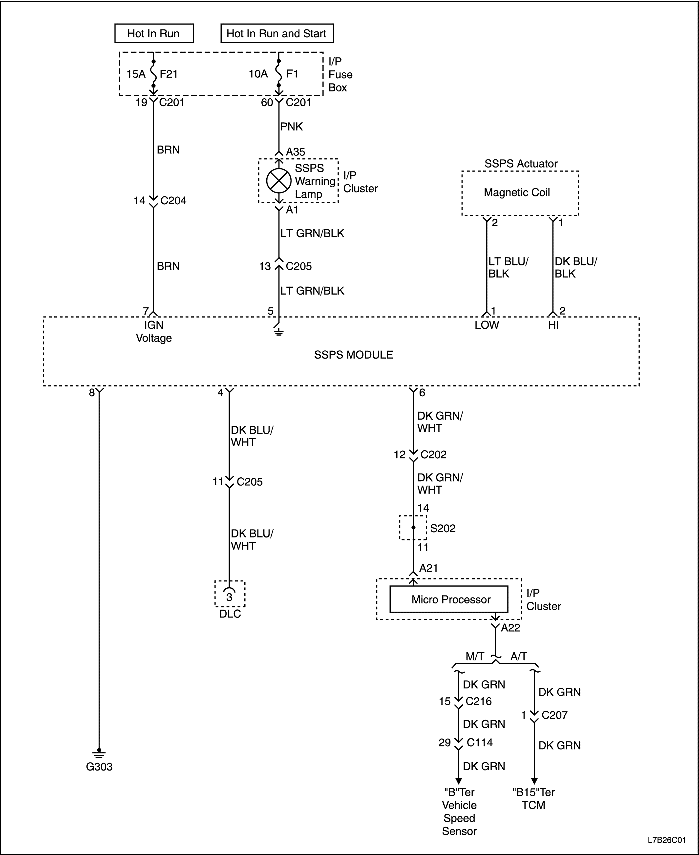 Hot In Run
Hot In Run and Start
15A F21
10A F1
I/P
Fuse
Box
19 C201
60 C201
PNK
BRN
A35
SSPS
Warning
Lamp
I/P
Cluster
SSPS Actuator
Magnetic Coil
14 C204
A1
2
1
LT GRN/BLK
BRN
13 C205
LT BLU/
BLK
DK BLU/
BLK
LT GRN/BLK
7
5
1
2
IGN
Voltage
LOW
HI
SSPS MODULE
8
4
6
DK BLU/
WHT
DK GRN/
WHT
12 C202
11 C205
DK GRN/
WHT
14
S202
DK BLU/
WHT
11
A21
3
DLC
Micro Processor
I/P
Cluster
A22
M/T
A/T
DK GRN
DK GRN
15 C216
1 C207
DK GRN
29 C114
DK GRN
DK GRN
G303
"B"Ter
Vehicle
Speed
Sensor
"B15"Ter
TCM
L7B26C01